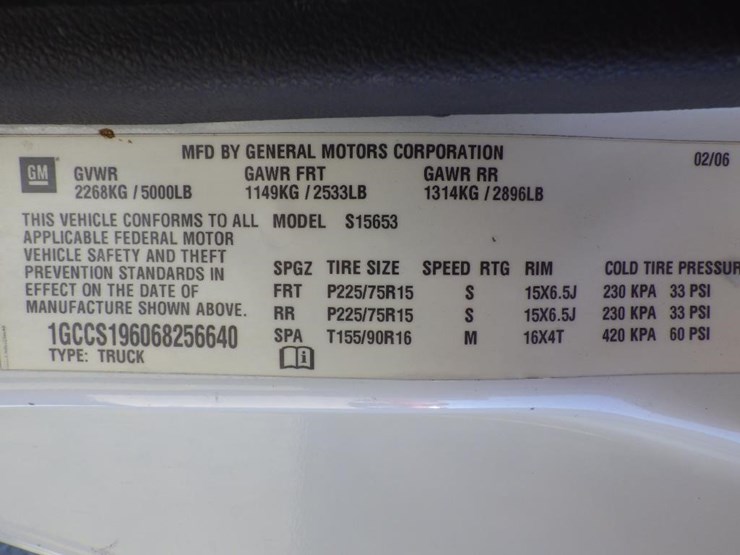 MFD BY GENERAL MOTORS CORPORATION 02/06
GM
GVWR GAWR FRT GAWR RR
2268KG / 5000LB 1149KG / 2533LB 1314KG / 2896LB
THIS VEHICLE CONFORMS TO ALL
APPLICABLE FEDERAL MOTOR
VEHICLE SAFETY AND THEFT
PREVENTION STANDARDS IN
EFFECT ON THE DATE OF
MANUFACTURE SHOWN ABOVE.
1GCCS196068256640
TYPE: TRUCK
MODEL S15653
SPGZ TIRE SIZE SPEED RTG RIM COLD TIRE PRESSUR
FRT P225/75R15 S 15X6.5J 230 KPA 33 PSI
RR P225/75R15 S 15X6.5J 230 KPA 33 PSI
SPA T155/90R16 M 16X4T 420 KPA 60 PSI